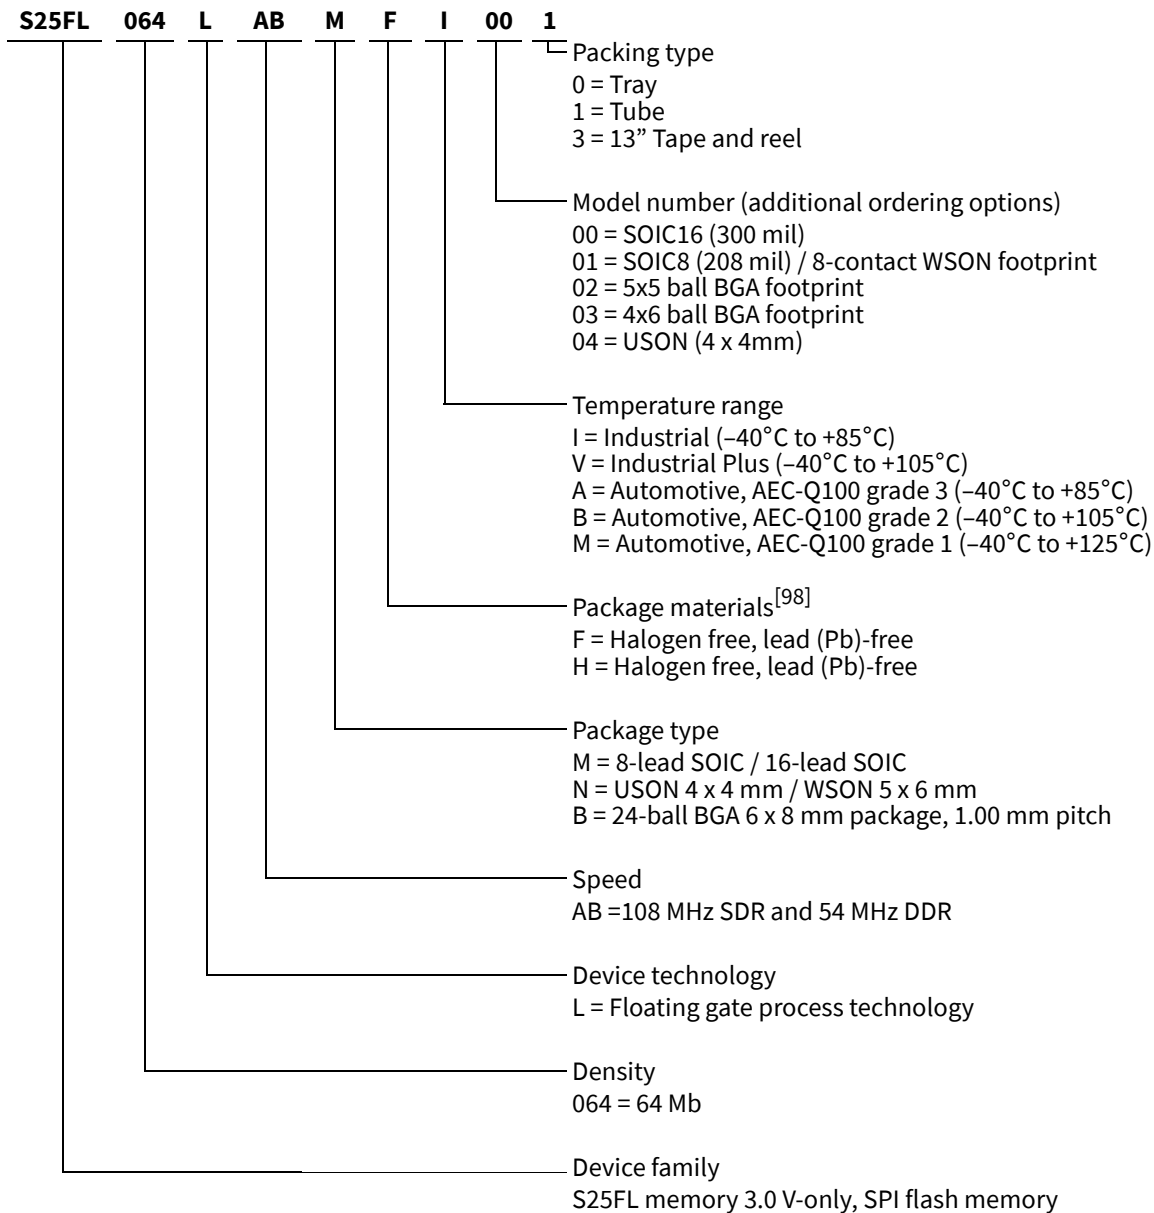 S25FL 064 L AB M F I 00 1
Packing type
0 = Tray
1 = Tube
3 = 13” Tape and reel
Model number (additional ordering options)
00 = SOIC16 (300 mil)
01 = SOIC8 (208 mil) / 8-contact WSON footprint
02 = 5x5 ball BGA footprint
03 = 4x6 ball BGA footprint
04 = USON (4 x 4mm)
Temperature range
I = Industrial (–40°C to +85°C)
V = Industrial Plus (–40°C to +105°C)
A = Automotive, AEC-Q100 grade 3 (–40°C to +85°C)
B = Automotive, AEC-Q100 grade 2 (–40°C to +105°C)
M = Automotive, AEC-Q100 grade 1 (–40°C to +125°C)
Package materials[98]
F = Halogen free, lead (Pb)-free
H = Halogen free, lead (Pb)-free
Package type
M = 8-lead SOIC / 16-lead SOIC
N = USON 4 x 4 mm / WSON 5 x 6 mm
B = 24-ball BGA 6 x 8 mm package, 1.00 mm pitch
Speed
AB =108 MHz SDR and 54 MHz DDR
Device technology
L = Floating gate process technology
Density
064 = 64 Mb
Device family
S25FL memory 3.0 V-only, SPI flash memory